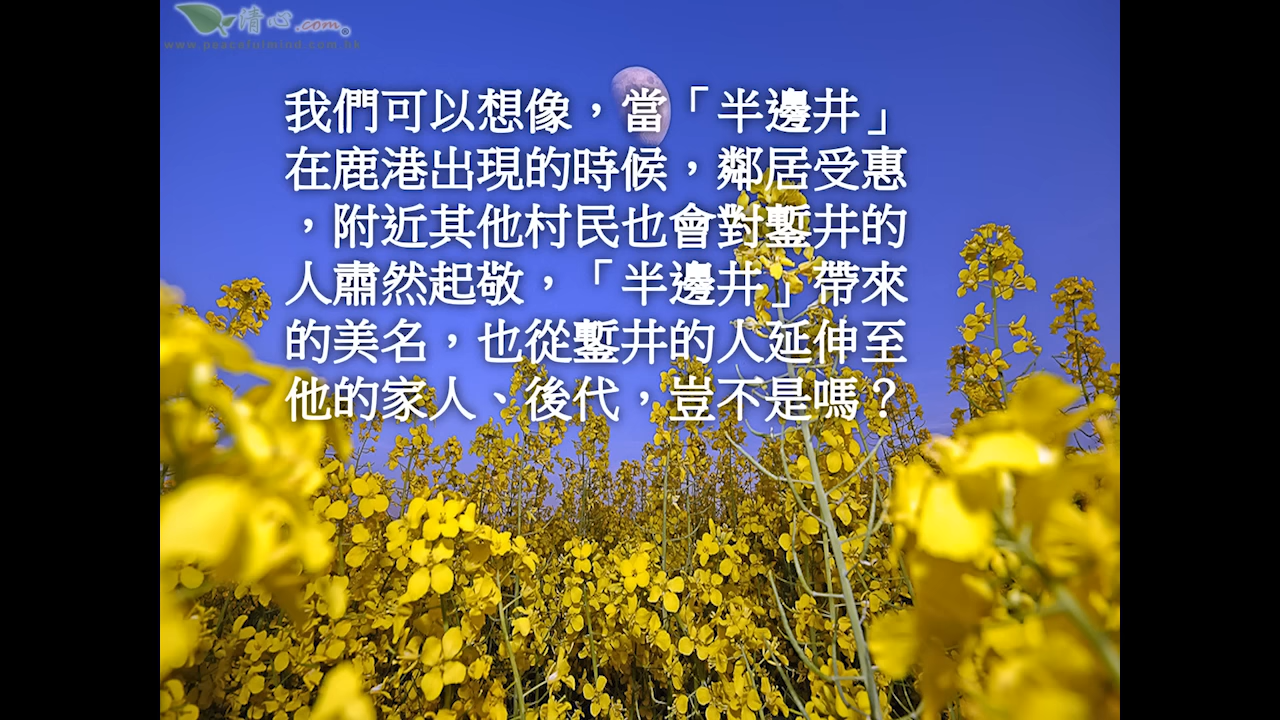 清心.com
www.peacefulmind.com.hk
我們可以想像，當「半邊井」
在鹿港出現的時候，鄰居受惠
，附近其他村民也會對鏨井的
人肅然起敬，「半邊井」帶來
的美名，也從鏨井的人延伸至
他的家人、後代，豈不是嗎？